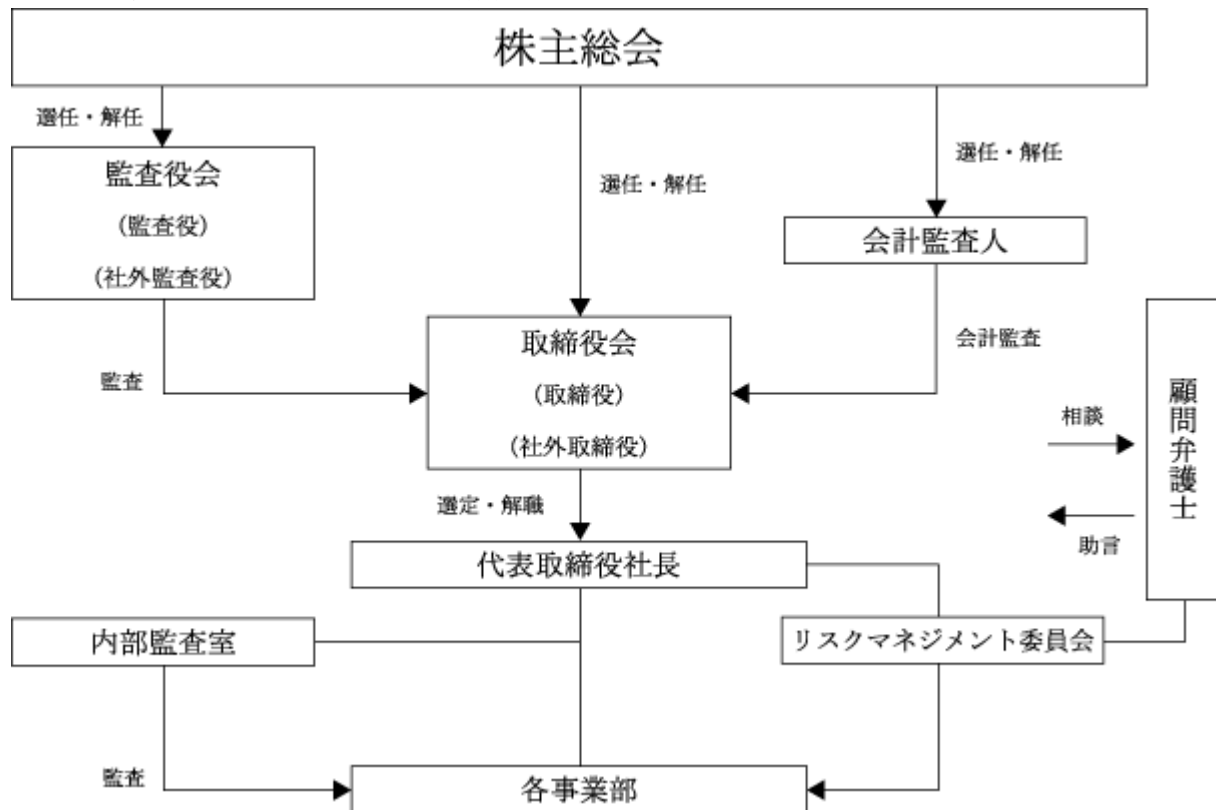 株主総会
選任・解任
監査役会
(監査役)
(社外監査役)
選任・解任
選任・解任
会計監査人
監査
取締役会
(取締役)
(社外取締役)
会計監査
顧問弁護士
相談
助言
選定・解職
代表取締役社長
内部監査室
リスクマネジメント委員会
監査
各事業部